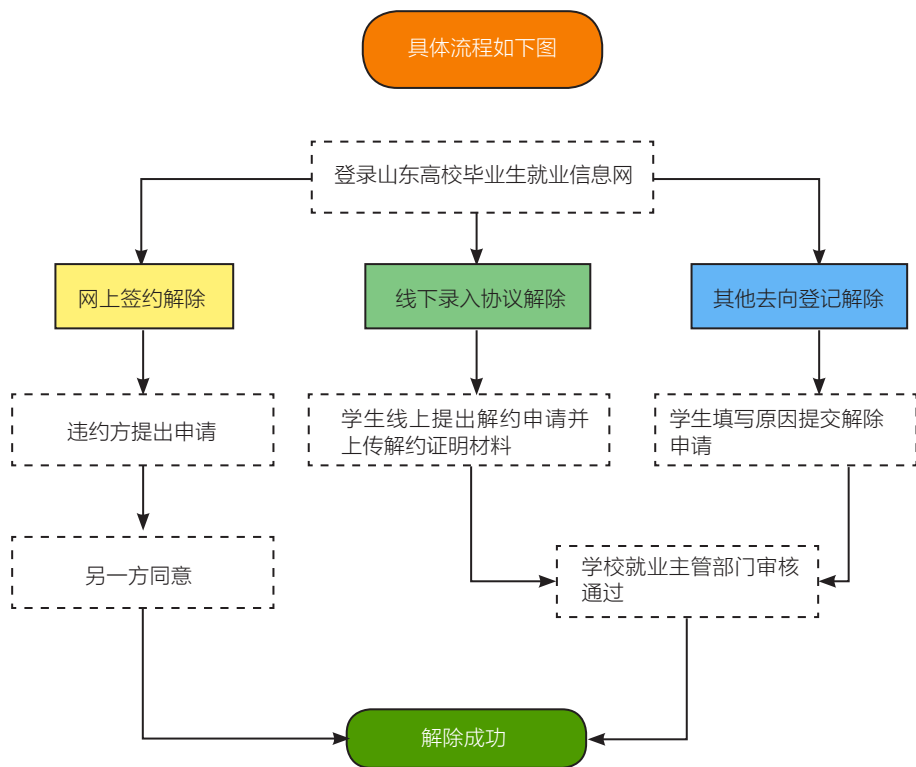 具体流程如下图
登录山东高校毕业生就业信息网
网上签约解除
线下录入协议解除
其他去向登记解除
违约方提出申请
学生线上提出解约申请并
上传解约证明材料
学生填写原因提交解除
申请
另一方同意
学校就业主管部门审核
通过
解除成功